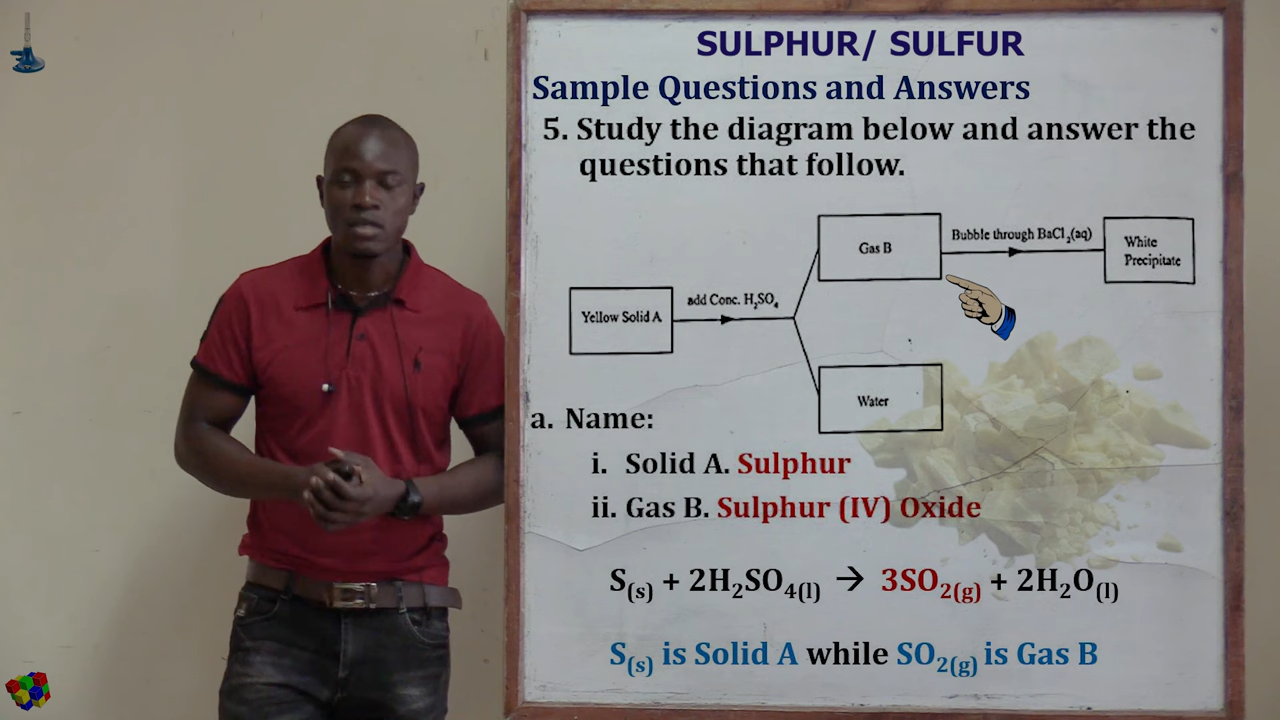 SULPHUR/ SULFUR
Sample Questions and Answers
5. Study the diagram below and answer the
questions that follow.
Gas B
Bubble through BaCl₂(aq)
White
Precipitate
Yellow Solid A
add Conc. H₂SO₄
Water
a. Name:
i. Solid A. Sulphur
ii. Gas B. Sulphur (IV) Oxide
S(s) + 2H₂SO₄(l) → 3SO₂(g) + 2H₂O(l)
S(s) is Solid A while SO₂(g) is Gas B